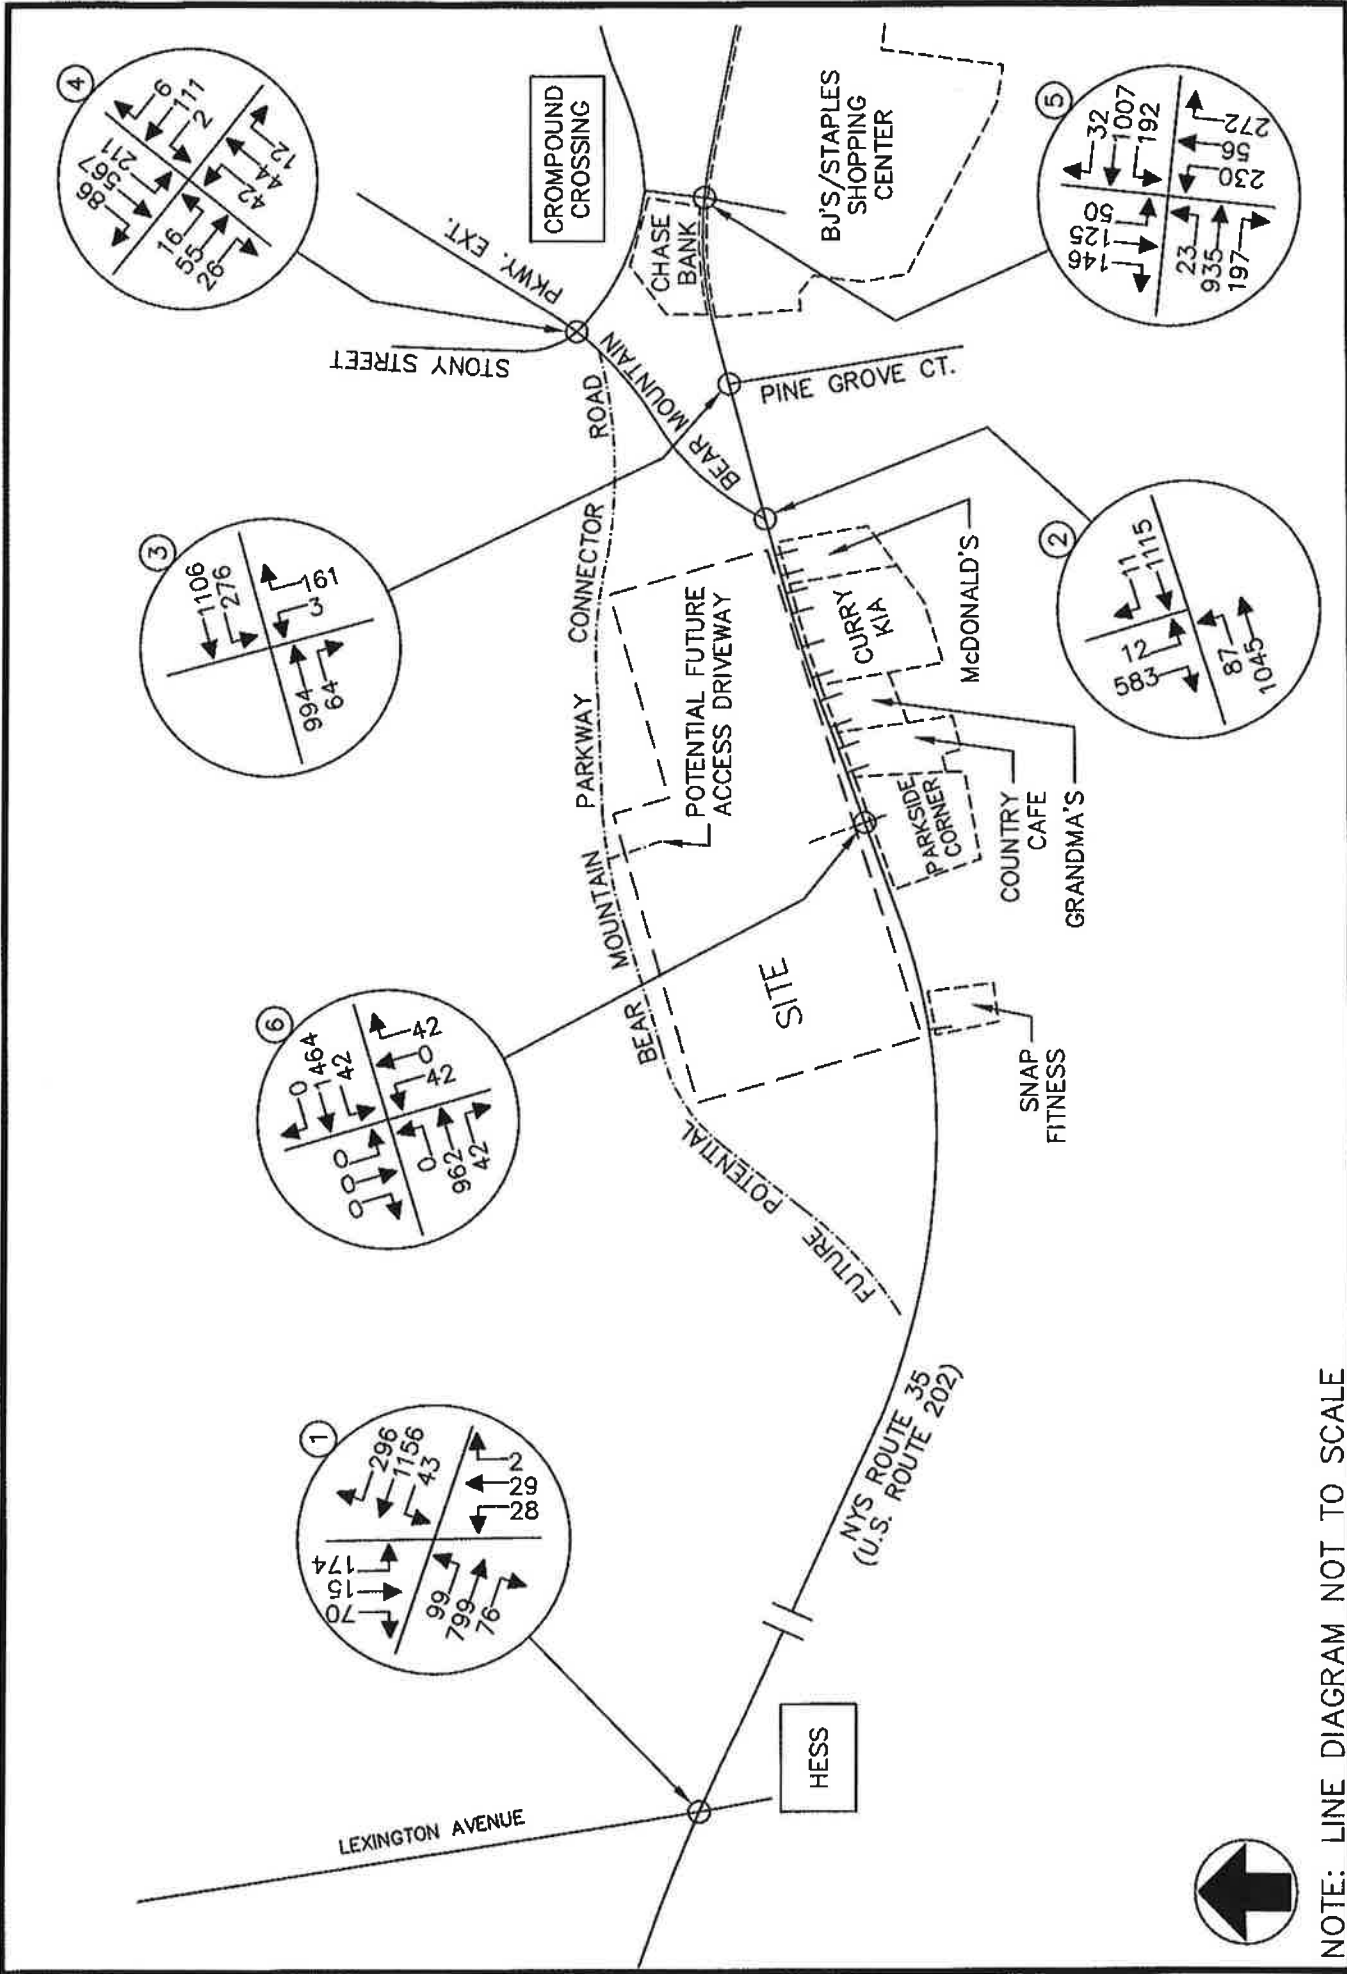 4
6
111
2
211
567
86
16
55
26
42
44
12
STONY STREET
PKWY. EXT.
CROMPOUND
CROSSING
CHASE
BANK
BJ'S/STAPLES
SHOPPING
CENTER
5
32
1007
192
50
125
146
23
935
197
230
56
272
3
1106
276
994
64
3
161
ROAD
CONNECTOR
PARKWAY
MOUNTAIN
BEAR
POTENTIAL
FUTURE
BEAR MOUNTAIN
PINE GROVE CT.
2
11
1115
12
583
87
1045
POTENTIAL FUTURE
ACCESS DRIVEWAY
McDONALD'S
CURRY
KIA
GRANDMA'S
COUNTRY
CAFE
PARKSIDE
CORNER
6
0
464
42
0
0
0
0
962
42
42
0
42
SITE
SNAP
FITNESS
1
296
1156
43
174
15
70
99
799
76
28
29
2
NYS ROUTE 35
(U.S. ROUTE 202)
LEXINGTON AVENUE
HESS
NOTE: LINE DIAGRAM NOT TO SCALE